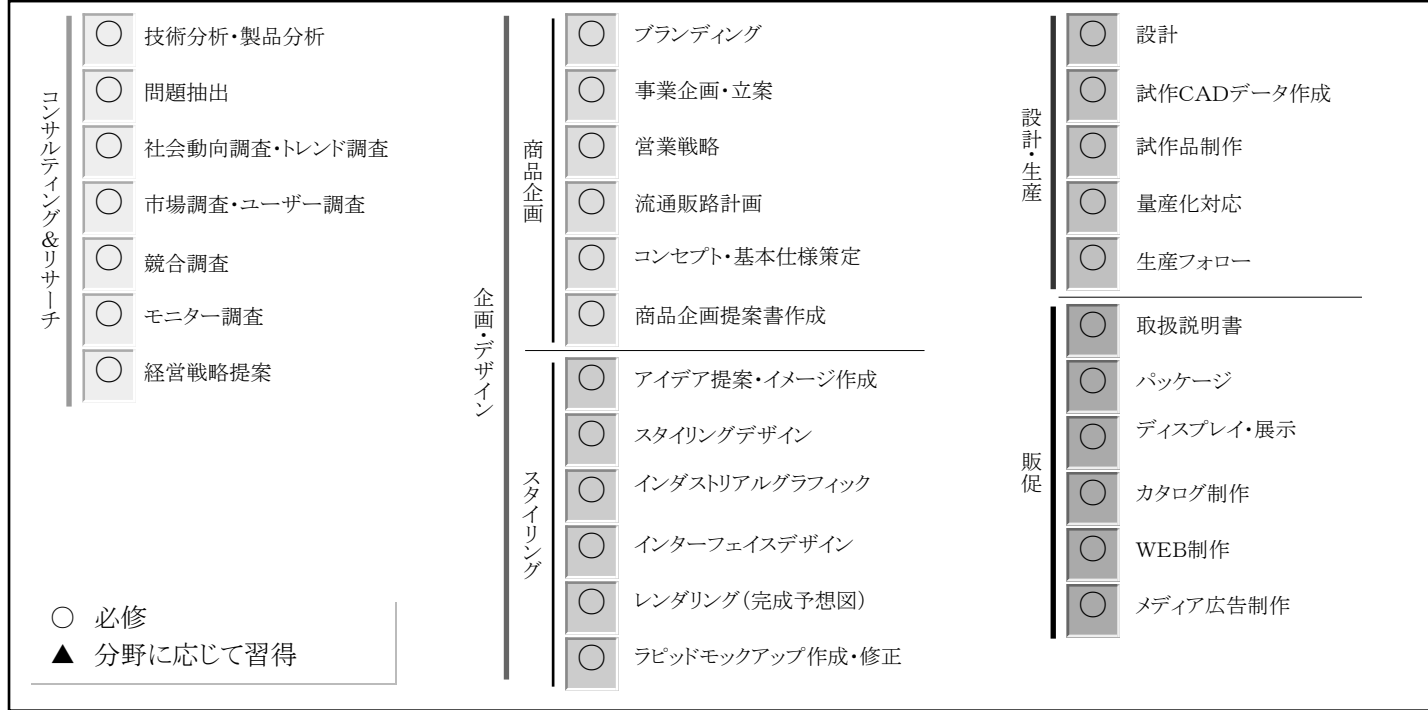 コンサルティング&リサーチ
○ 技術分析・製品分析
○ 問題抽出
○ 社会動向調査・トレンド調査
○ 市場調査・ユーザー調査
○ 競合調査
○ モニター調査
○ 経営戦略提案
企画・デザイン
商品企画
○ ブランディング
○ 事業企画・立案
○ 営業戦略
○ 流通販路計画
○ コンセプト・基本仕様策定
○ 商品企画提案書作成
スタイリング
○ アイデア提案・イメージ作成
○ スタイリングデザイン
○ インダストリアルグラフィック
○ インターフェイスデザイン
○ レンダリング(完成予想図)
○ ラピッドモックアップ作成・修正
設計・生産
○ 設計
○ 試作CADデータ作成
○ 試作品制作
○ 量産化対応
○ 生産フォロー
販促
○ 取扱説明書
○ パッケージ
○ ディスプレイ・展示
○ カタログ制作
○ WEB制作
○ メディア広告制作
○ 必修
▲ 分野に応じて習得